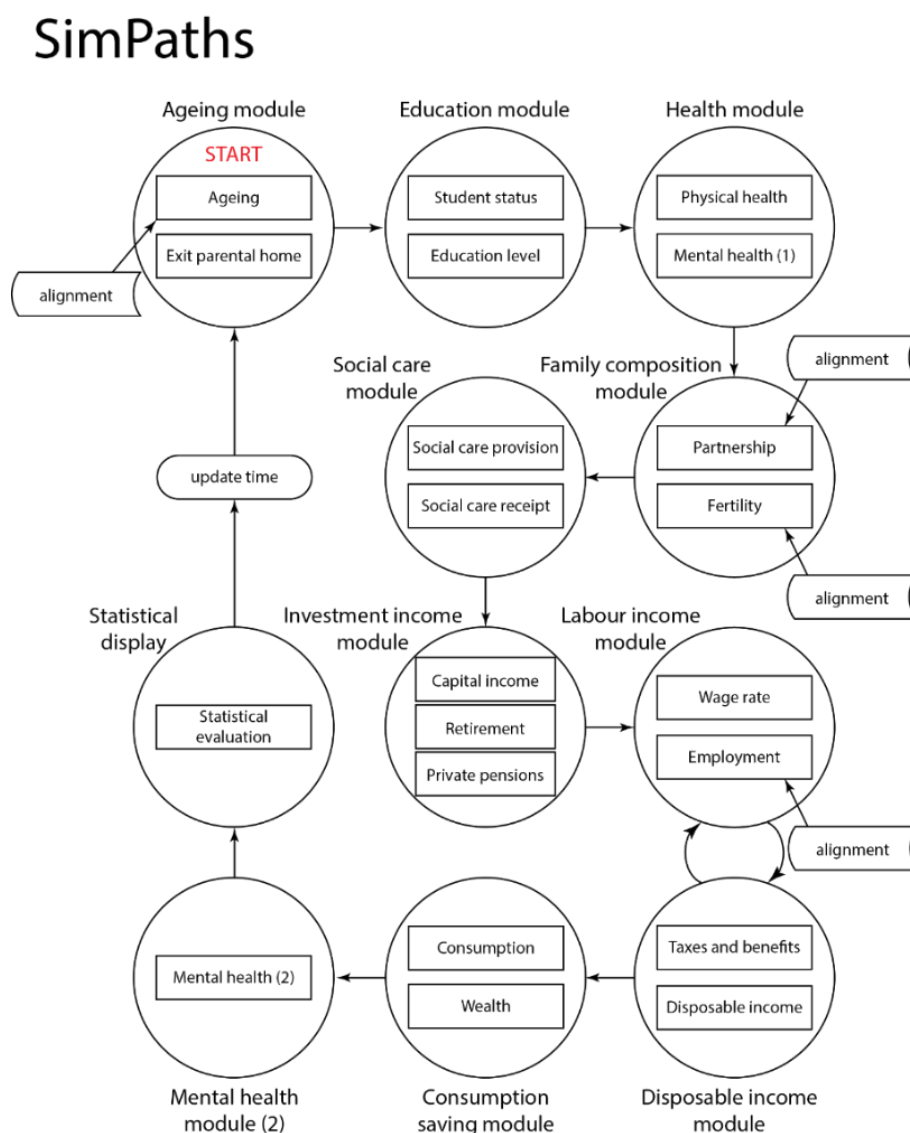 SimPaths
Ageing module
START
Ageing
Exit parental home
alignment
Education module
Student status
Education level
Health module
Physical health
Mental health (1)
Social care
module
Social care provision
Social care receipt
Family composition
module
alignment
Partnership
Fertility
alignment
update time
Statistical
display
Statistical
evaluation
Investment income
module
Capital income
Retirement
Private pensions
Labour income
module
Wage rate
Employment
alignment
Mental health (2)
Mental health
module (2)
Consumption
Wealth
Consumption
saving module
Taxes and benefits
Disposable income
Disposable income
module